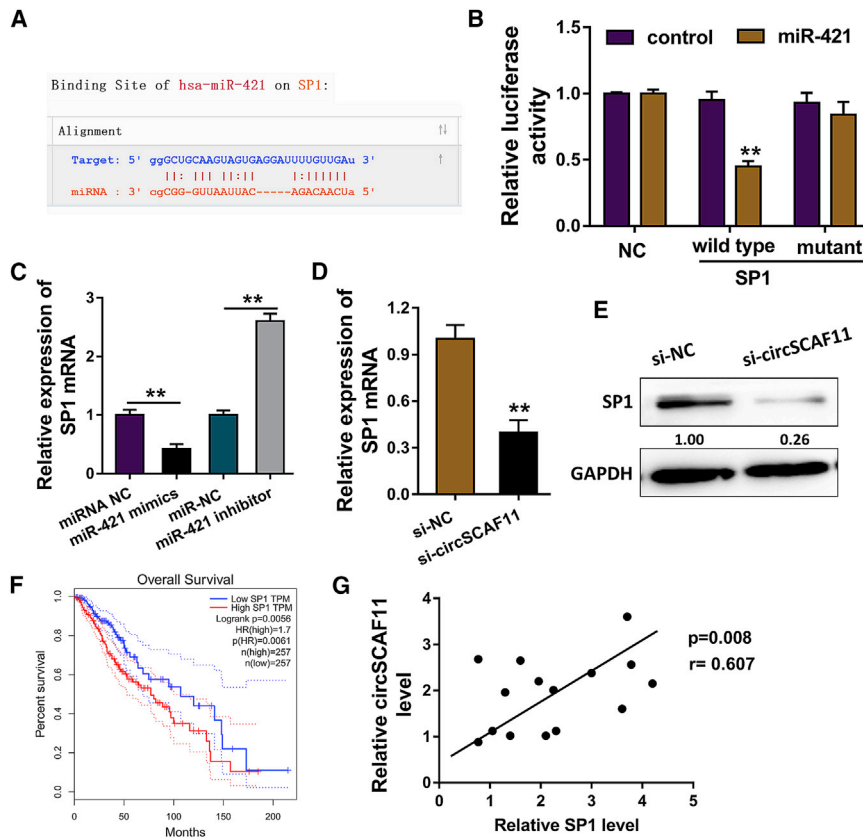 A
Binding Site of hsa-miR-421 on SP1:
Alignment
Target: 5' ggGCUGCAAGUAGUGAGGAUUUUGUUGAu 3'
||: ||| ||:|| |:||||||
miRNA : 3' cgCGG-GUUAAUUAC-----AGACAACUa 5'
B
control
miR-421
Relative luciferase
activity
1.5
1.0
0.5
0.0
**
NC
wild type
mutant
SP1
C
Relative expression of
SP1 mRNA
3
2
1
0
**
**
miRNA NC
miR-421 mimics
miR-NC
miR-421 inhibitor
D
Relative expression of
SP1 mRNA
1.2
0.9
0.6
0.3
0.0
**
si-NC
si-circSCAF11
E
si-NC
si-circSCAF11
SP1
1.00
0.26
GAPDH
F
Overall Survival
Low SP1 TPM
High SP1 TPM
Logrank p=0.0056
HR(high)=1.7
p(HR)=0.0061
n(high)=257
n(low)=257
Percent survival
1.0
0.8
0.6
0.4
0.2
0.0
0
50
100
150
200
Months
G
Relative circSCAF11
level
4
3
2
1
0
0
1
2
3
4
5
Relative SP1 level
p=0.008
r= 0.607